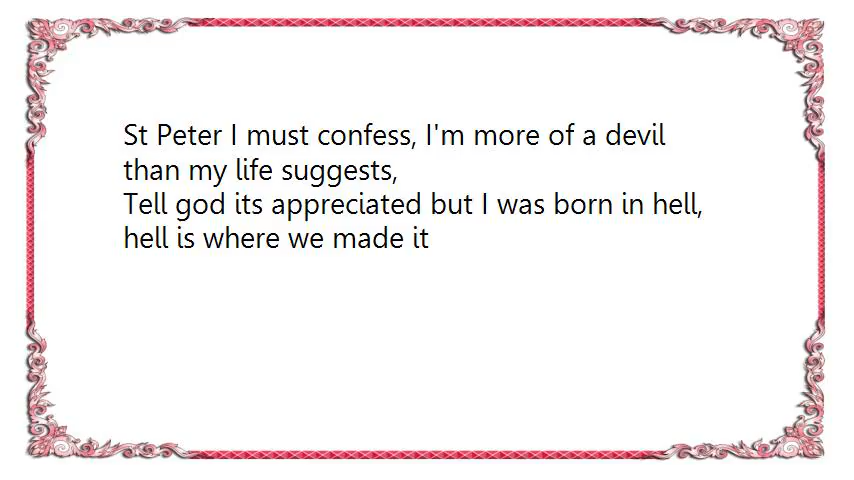 St Peter I must confess, I'm more of a devil
than my life suggests,
Tell god its appreciated but I was born in hell,
hell is where we made it